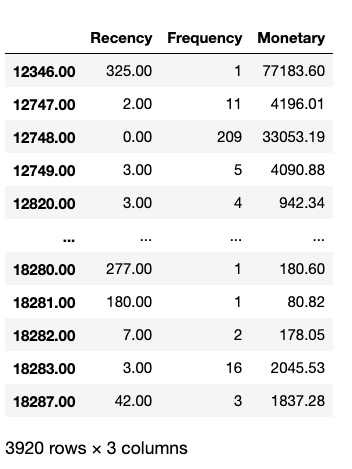 Recency Frequency Monetary
12346.00 325.00 1 77183.60
12747.00 2.00 11 4196.01
12748.00 0.00 209 33053.19
12749.00 3.00 5 4090.88
12820.00 3.00 4 942.34
... ... ... ...
18280.00 277.00 1 180.60
18281.00 180.00 1 80.82
18282.00 7.00 2 178.05
18283.00 3.00 16 2045.53
18287.00 42.00 3 1837.28
3920 rows × 3 columns